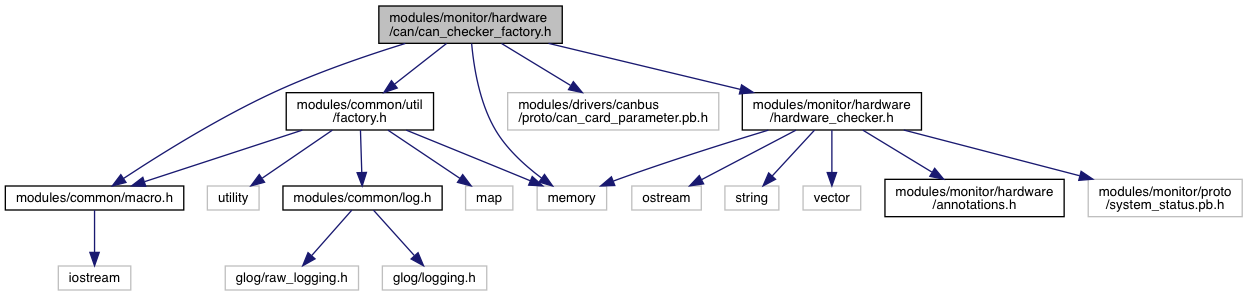 modules/monitor/hardware
/can/can_checker_factory.h
modules/common/util
/factory.h
modules/drivers/canbus
/proto/can_card_parameter.pb.h
modules/monitor/hardware
/hardware_checker.h
modules/common/macro.h
utility
modules/common/log.h
map
memory
ostream
string
vector
modules/monitor/hardware
/annotations.h
modules/monitor/proto
/system_status.pb.h
iostream
glog/raw_logging.h
glog/logging.h